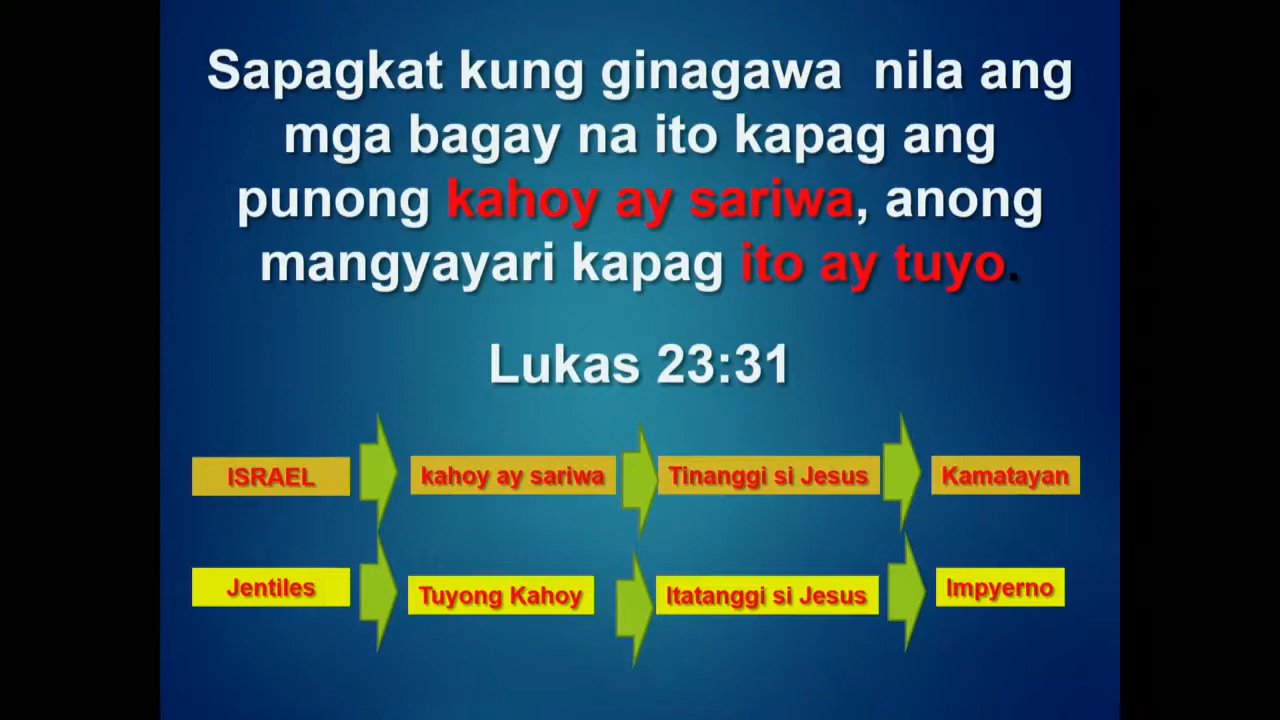 Sapagkat kung ginagawa  nila ang
mga bagay na ito kapag ang
punong kahoy ay sariwa, anong
mangyayari kapag ito ay tuyo.
Lukas 23:31
ISRAEL
kahoy ay sariwa
Tinanggi si Jesus
Kamatayan
Jentiles
Tuyong Kahoy
Itatanggi si Jesus
Impyerno